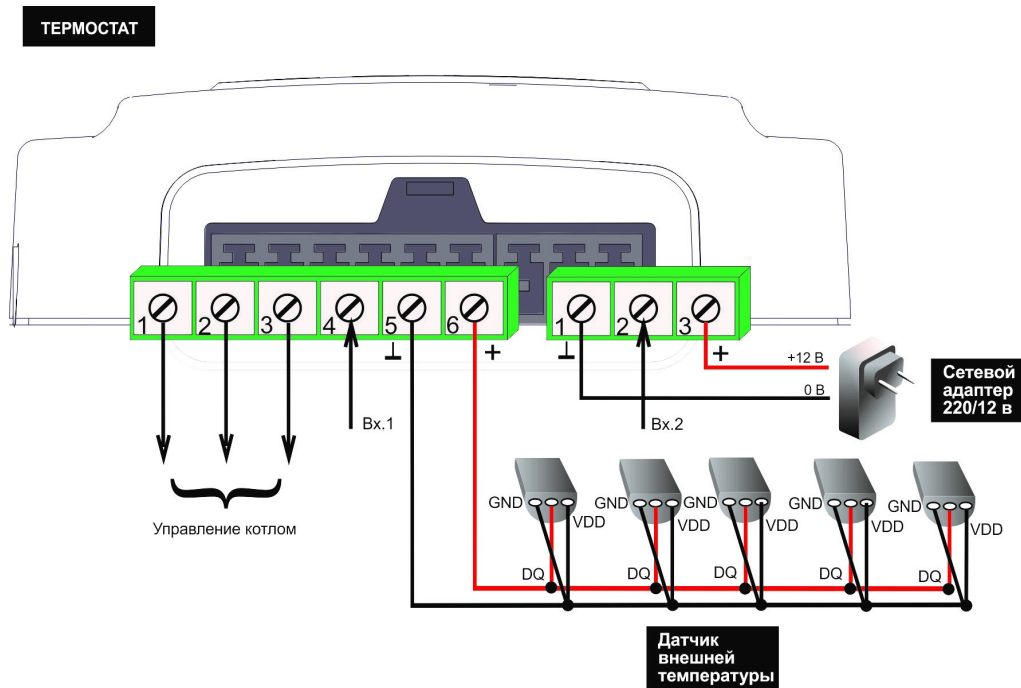 ТЕРМОСТАТ
1 2 3 4 5 6
1 2 3
⊥ + ⊥ +
+12 В
0 В
Сетевой
адаптер
220/12 в
Вх.1
Вх.2
Управление котлом
GND VDD GND VDD GND VDD GND VDD GND VDD
DQ DQ DQ DQ DQ
Датчик
внешней
температуры